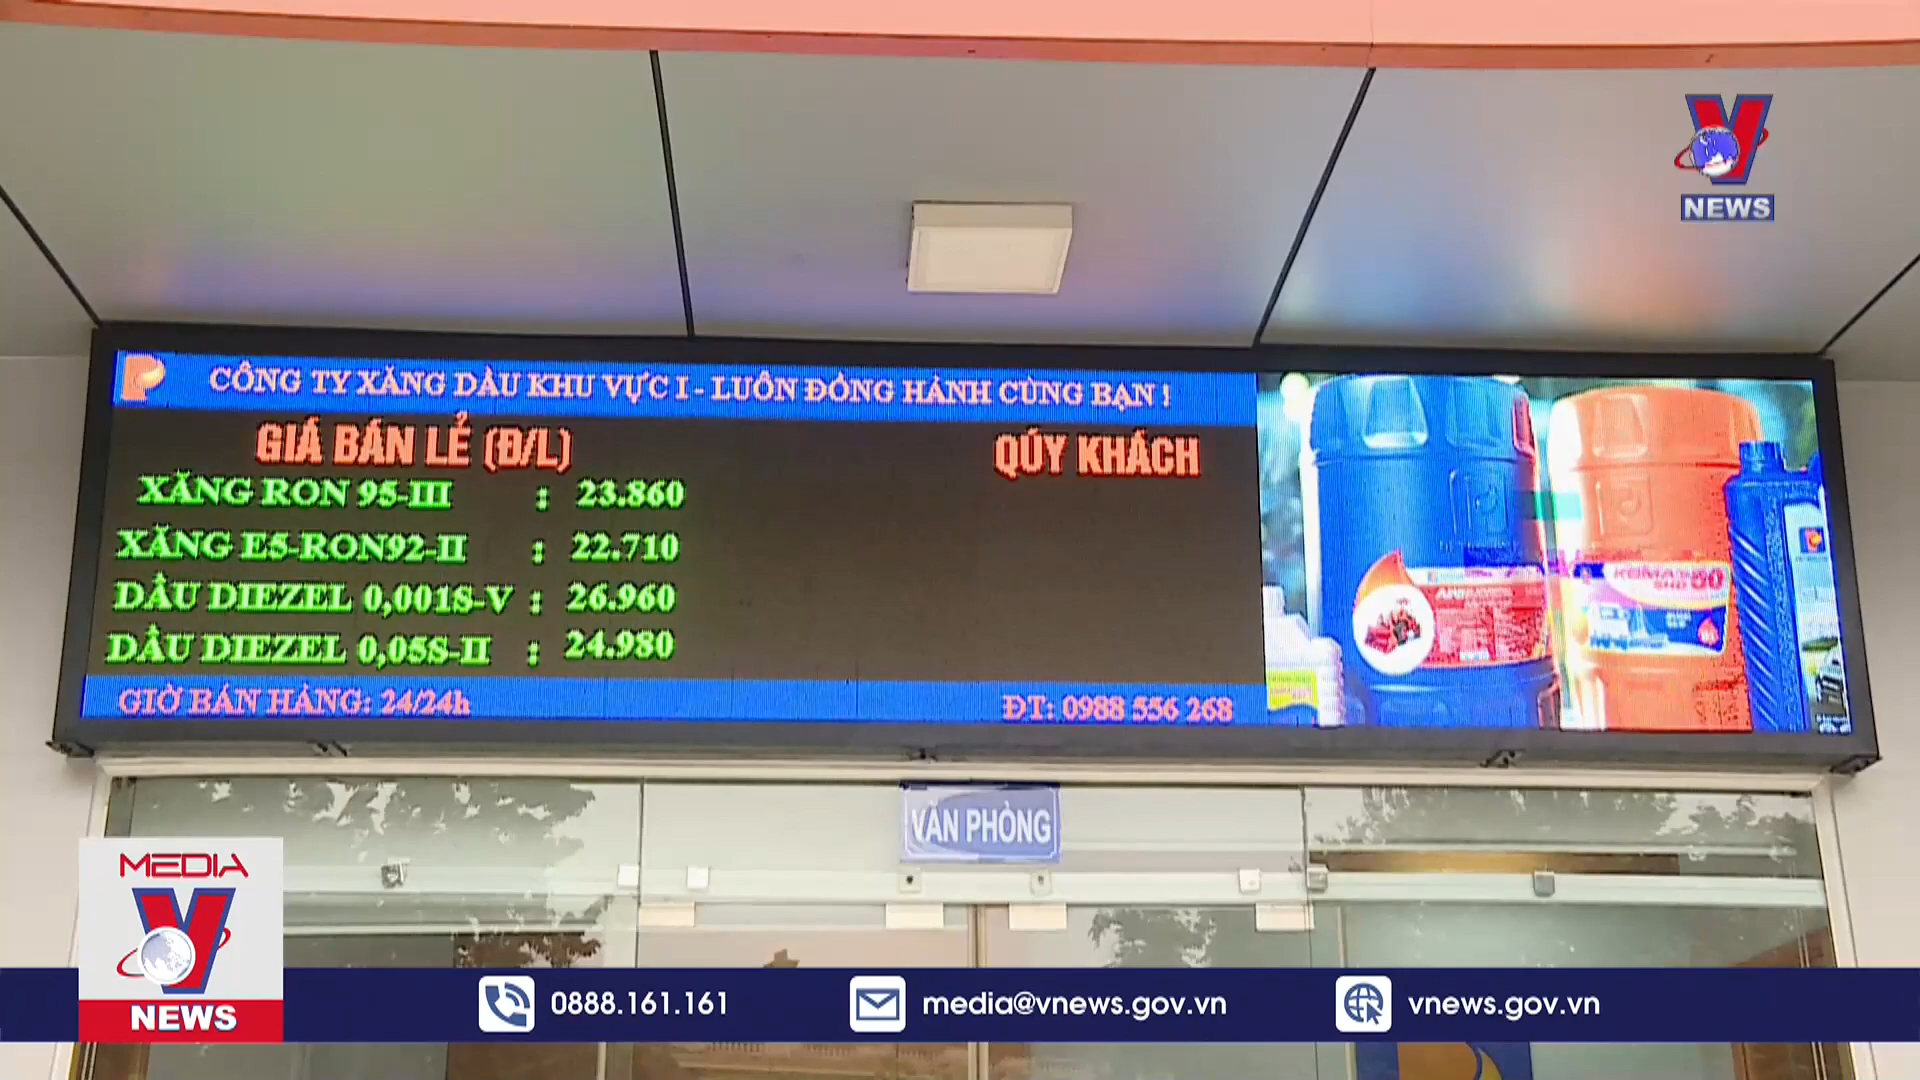 NEWS
CÔNG TY XĂNG DẦU KHU VỰC I - LUÔN ĐỒNG HÀNH CÙNG BẠN !
GIÁ BÁN LẺ (Đ/L)
QÚY KHÁCH
XĂNG RON 95-III : 23.860
XĂNG E5-RON92-II : 22.710
DẦU DIEZEL 0,001S-V : 26.960
DẦU DIEZEL 0,05S-II : 24.980
GIỜ BÁN HÀNG: 24/24h
ĐT: 0988 556 268
VĂN PHÒNG
MEDIA
NEWS
0888.161.161
media@vnews.gov.vn
vnews.gov.vn